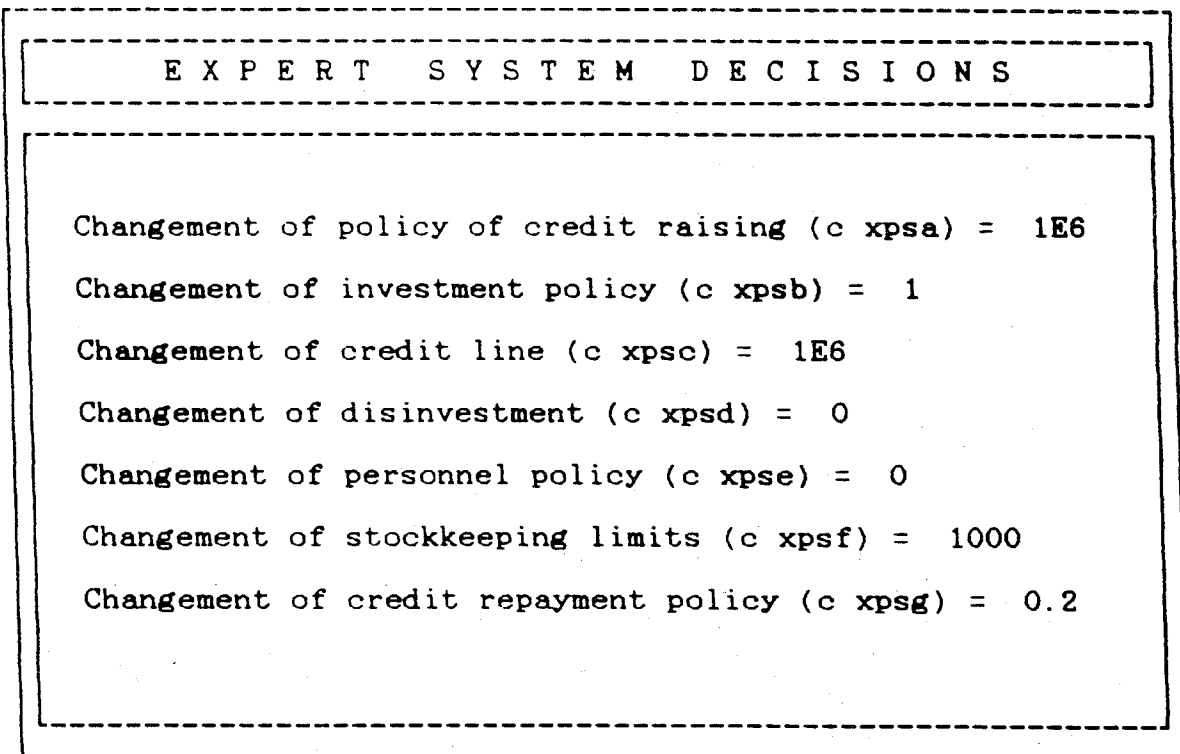 E X P E R T   S Y S T E M   D E C I S I O N S
Changement of policy of credit raising (c xpsa) =  1E6
Changement of investment policy (c xpsb) =  1
Changement of credit line (c xpsc) =  1E6
Changement of disinvestment (c xpsd) =  0
Changement of personnel policy (c xpse) =  0
Changement of stockkeeping limits (c xpsf) =  1000
Changement of credit repayment policy (c xpsg) =  0.2